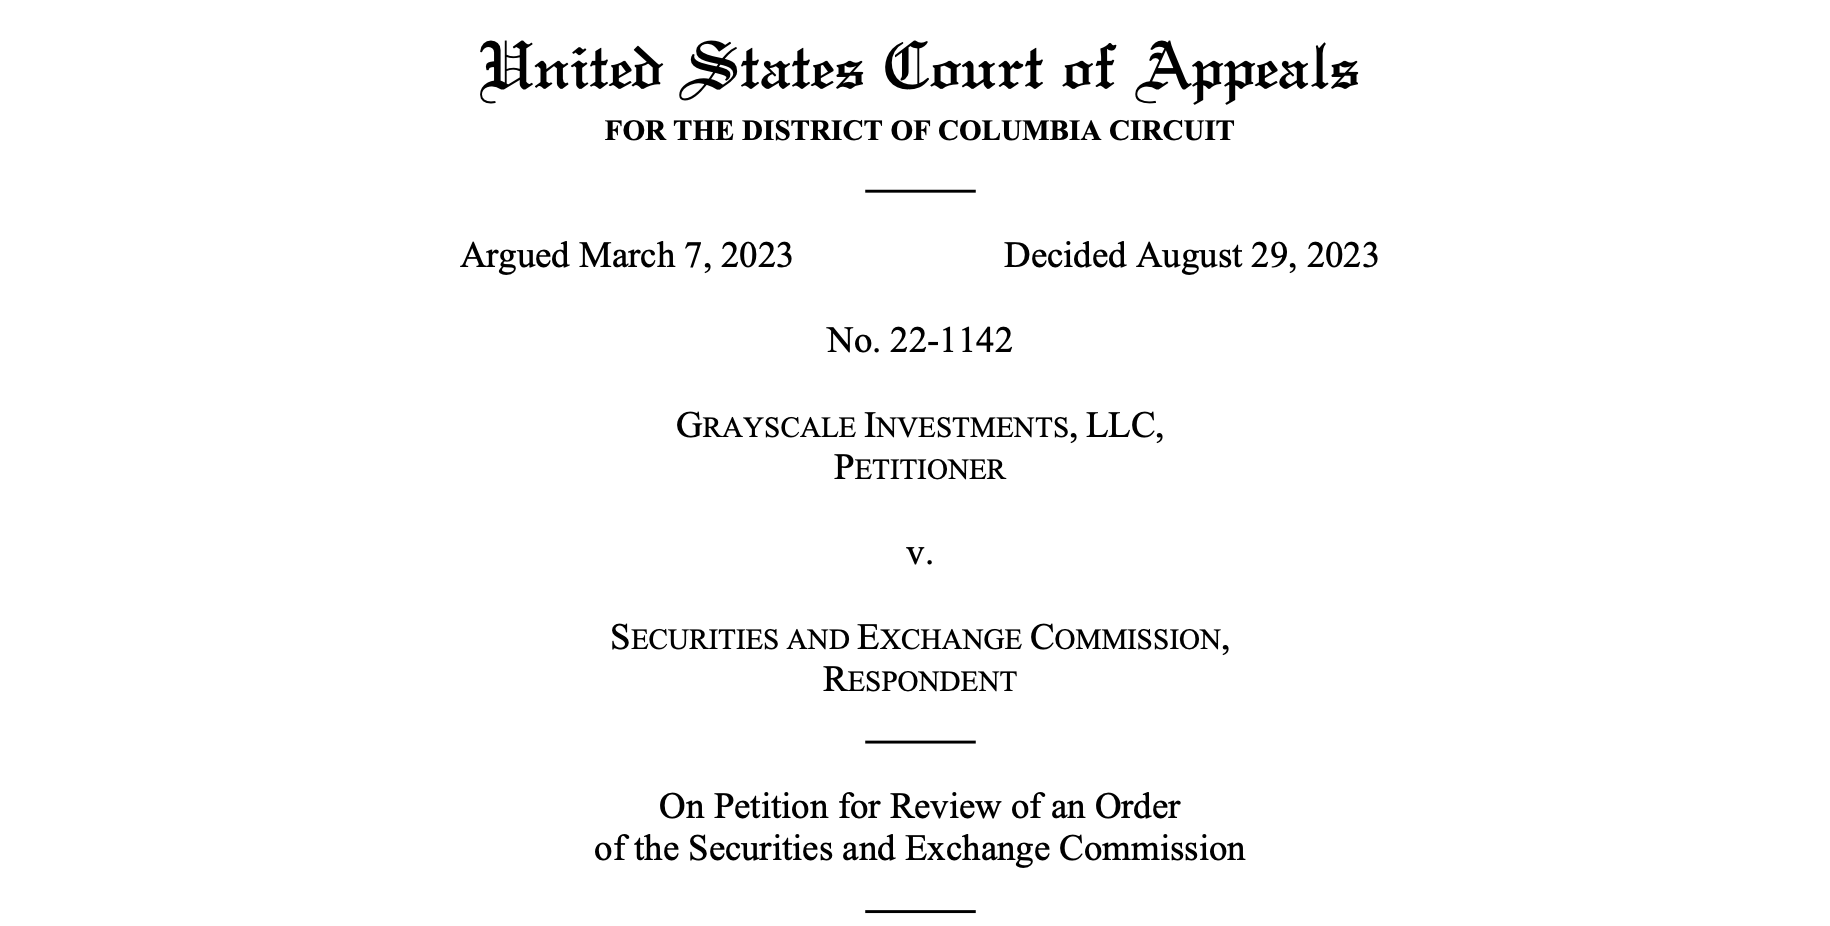 United States Court of Appeals
FOR THE DISTRICT OF COLUMBIA CIRCUIT
Argued March 7, 2023 Decided August 29, 2023
No. 22-1142
GRAYSCALE INVESTMENTS, LLC,
PETITIONER
v.
SECURITIES AND EXCHANGE COMMISSION,
RESPONDENT
On Petition for Review of an Order
of the Securities and Exchange Commission